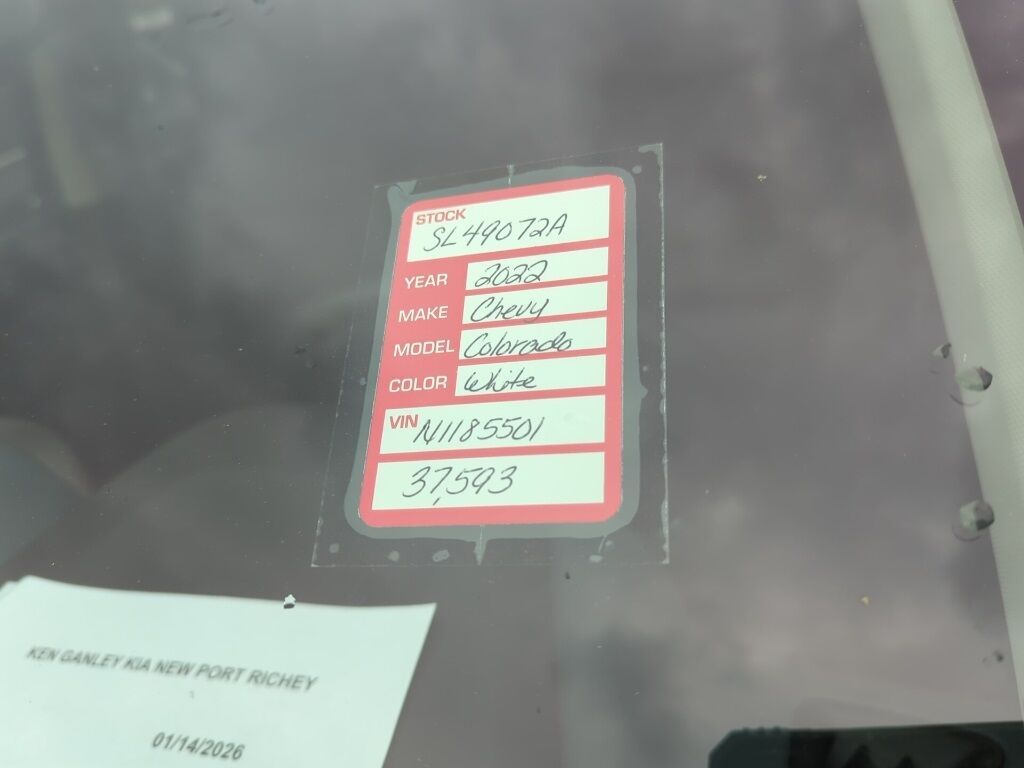 STOCK
SL49072A
YEAR 2022
MAKE Chevy
MODEL Colorado
COLOR White
VIN N1185501
37,593
KEN GANLEY KIA NEW PORT RICHEY
01/14/2026